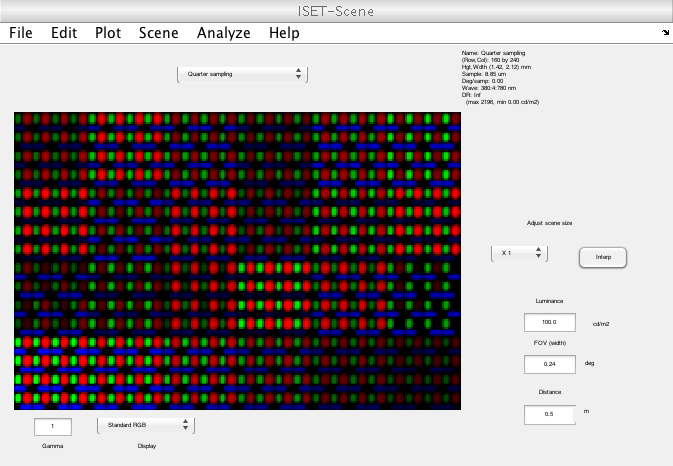 ISET-Scene
File Edit Plot Scene Analyze Help
Quarter sampling
Name: Quarter sampling
(Row,Col): 160 by 240
Hgt,Wdth (1.42, 2.12) mm
Sample: 8.85 um
Deg/samp: 0.00
Wave: 380:4:780 nm
DR: Inf
(max 2196, min 0.00 cd/m2)
Adjust scene size
X 1
Interp
Luminance
100.0 cd/m2
FOV (width)
0.24 deg
Distance
0.5 m
1
Standard RGB
Gamma
Display